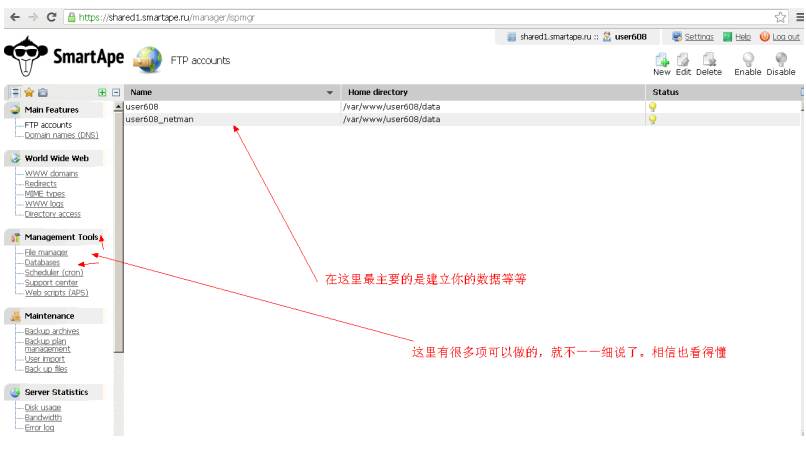 https://shared1.smartape.ru/manager/ispmgr
shared1.smartape.ru :: user608 Settings Help Log out
SmartApe FTP accounts
New Edit Delete Enable Disable
Name Home directory Status
user608 /var/www/user608/data
user608_netman /var/www/user608/data
Main Features
FTP accounts
Domain names (DNS)
World Wide Web
WWW domains
Redirects
MIME types
WWW logs
Directory access
Management Tools
File manager
Databases
Scheduler (cron)
Support center
Web scripts (APS)
在这里最主要的是建立你的数据等等
Maintenance
Backup archives
Backup plan
management
User import
Back up files
这里有很多项可以做的，就不一一细说了。相信也看得懂
Server Statistics
Disk usage
Bandwidth
Error log